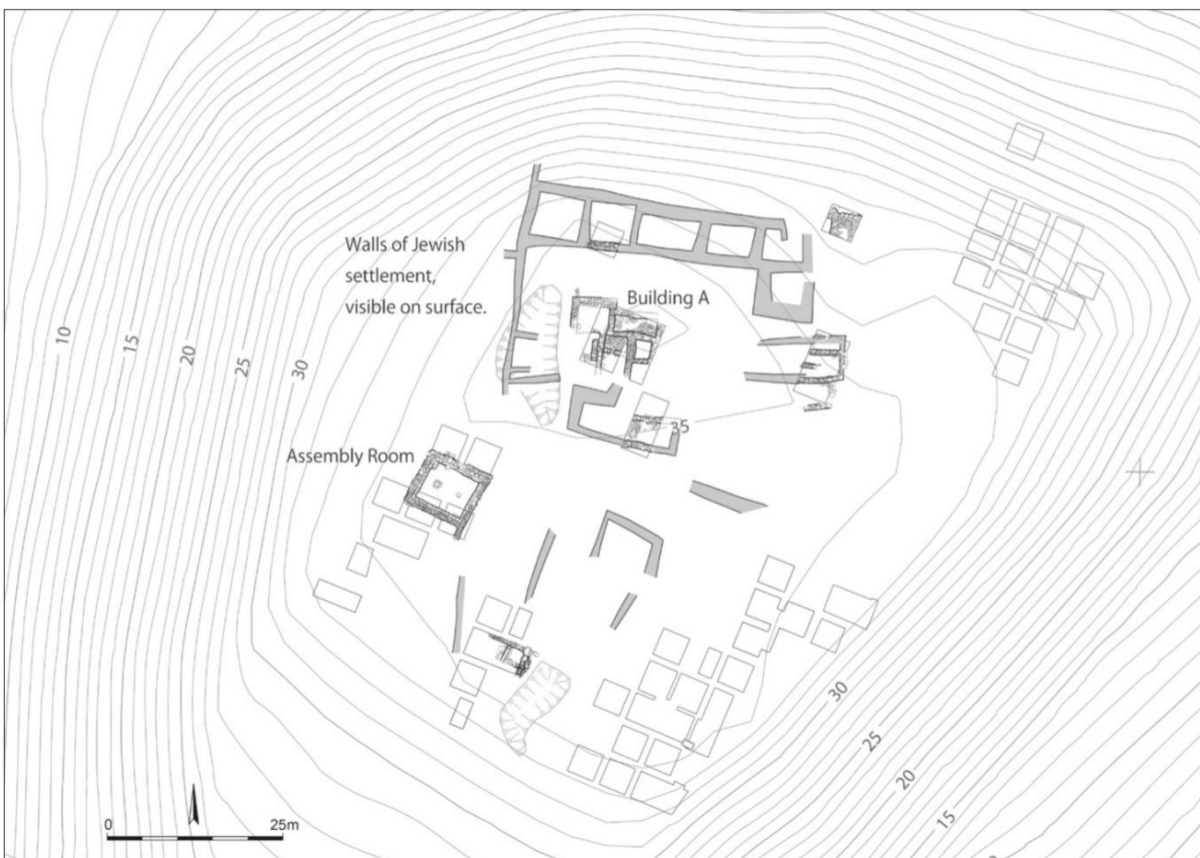 Walls of Jewish
settlement,
visible on surface.
Building A
10
15
20
25
30
35
Assembly Room
30
25
20
15
0
25m